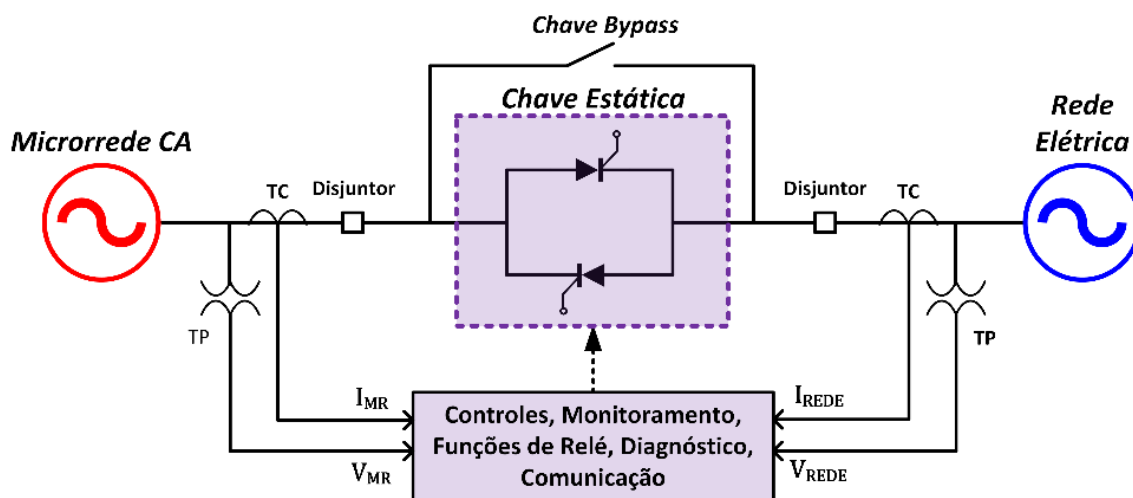 Chave Bypass
Chave Estática
Rede
Elétrica
Microrrede CA
TC
Disjuntor
Disjuntor
TC
TP
TP
I_MR
I_REDE
V_MR
V_REDE
Controles, Monitoramento,
Funções de Relé, Diagnóstico,
Comunicação